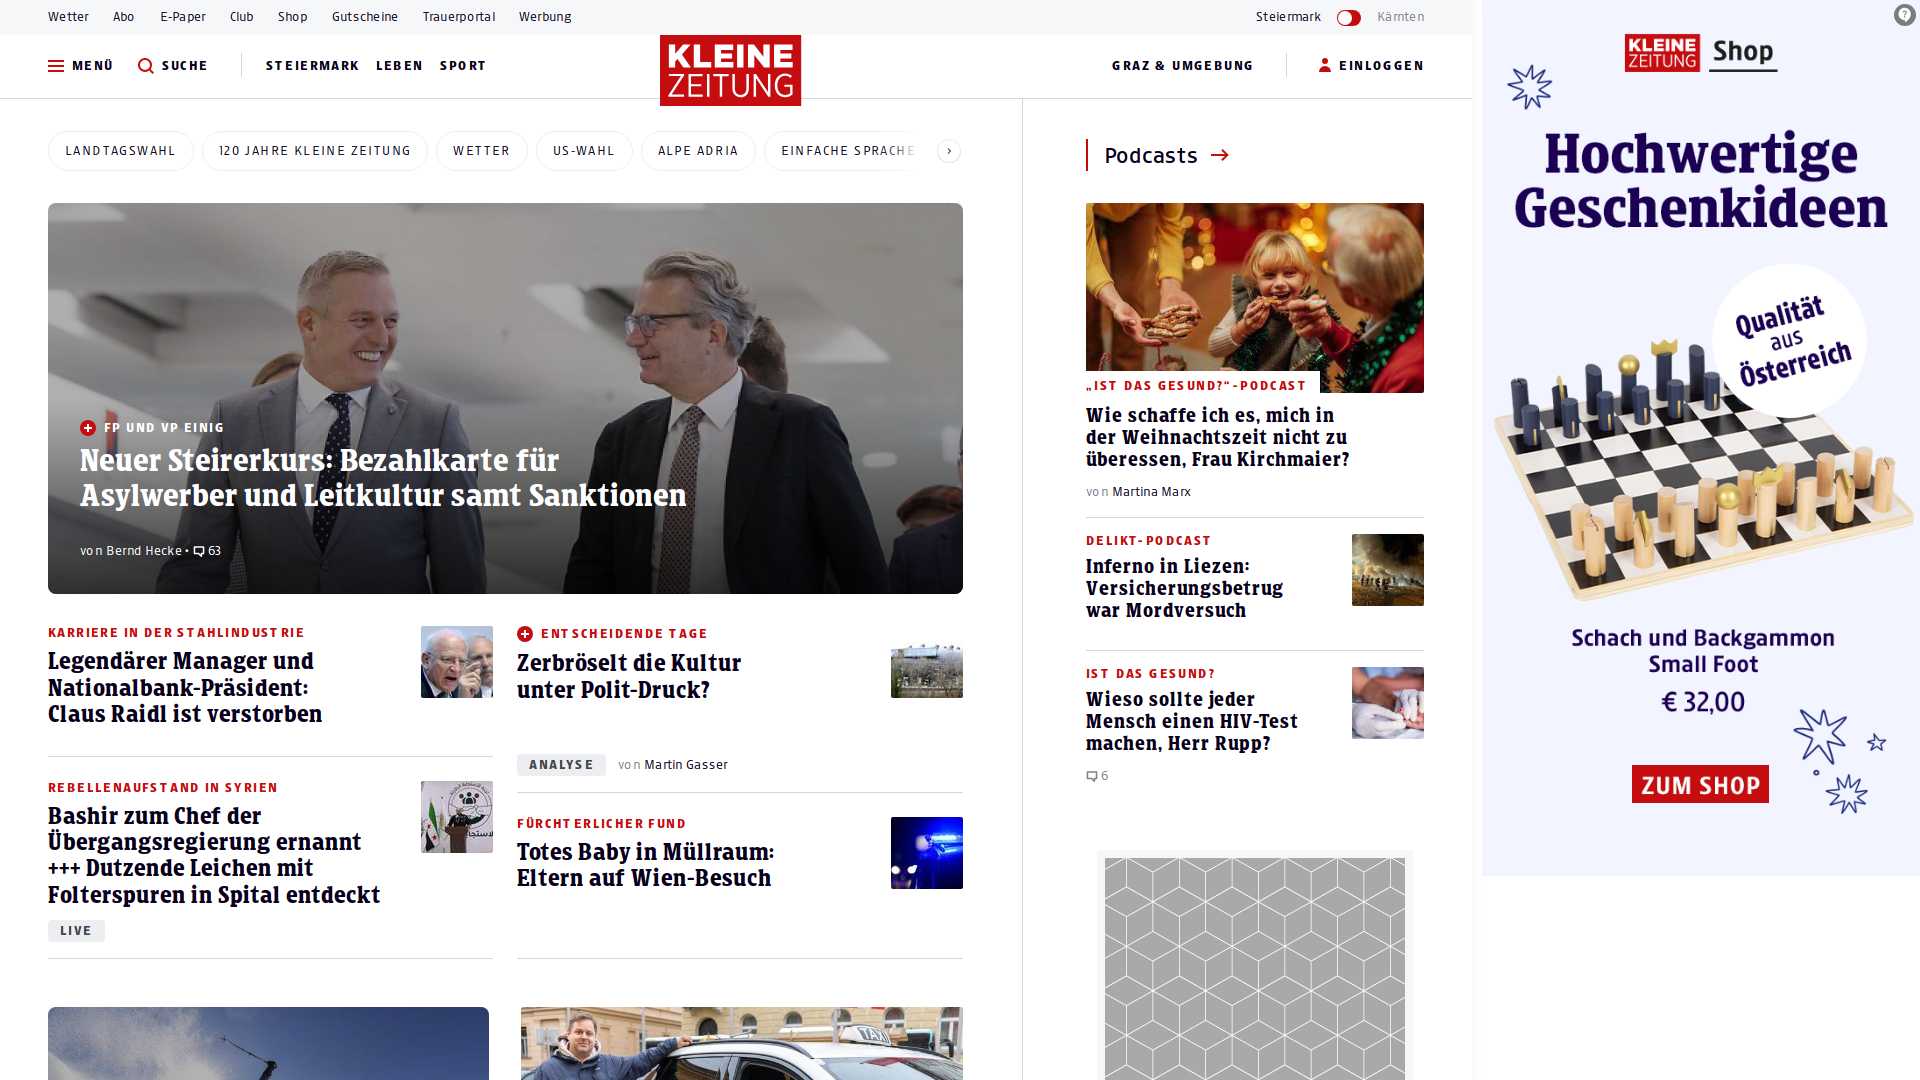 Wetter Abo E-Paper Club Shop Gutscheine Trauerportal Werbung
Steiermark Kärnten
MENÜ SUCHE STEIERMARK LEBEN SPORT
KLEINE
ZEITUNG
GRAZ & UMGEBUNG EINLOGGEN
LANDTAGSWAHL 120 JAHRE KLEINE ZEITUNG WETTER US-WAHL ALPE ADRIA EINFACHE SPRACHE
FP UND VP EINIG
Neuer Steirerkurs: Bezahlkarte für
Asylwerber und Leitkultur samt Sanktionen
von Bernd Hecke • 63
KARRIERE IN DER STAHLINDUSTRIE
Legendärer Manager und
Nationalbank-Präsident:
Claus Raidl ist verstorben
REBELLENAUFSTAND IN SYRIEN
Bashir zum Chef der
Übergangsregierung ernannt
+++ Dutzende Leichen mit
Folterspuren in Spital entdeckt
LIVE
ENTSCHEIDENDE TAGE
Zerbröselt die Kultur
unter Polit-Druck?
ANALYSE von Martin Gasser
FÜRCHTERLICHER FUND
Totes Baby in Müllraum:
Eltern auf Wien-Besuch
TAXI
Podcasts
„IST DAS GESUND?“-PODCAST
Wie schaffe ich es, mich in
der Weihnachtszeit nicht zu
überessen, Frau Kirchmaier?
von Martina Marx
DELIKT-PODCAST
Inferno in Liezen:
Versicherungsbetrug
war Mordversuch
IST DAS GESUND?
Wieso sollte jeder
Mensch einen HIV-Test
machen, Herr Rupp?
6
KLEINE
ZEITUNG
Shop
Hochwertige
Geschenkideen
Qualität
aus
Österreich
Schach und Backgammon
Small Foot
€ 32,00
ZUM SHOP